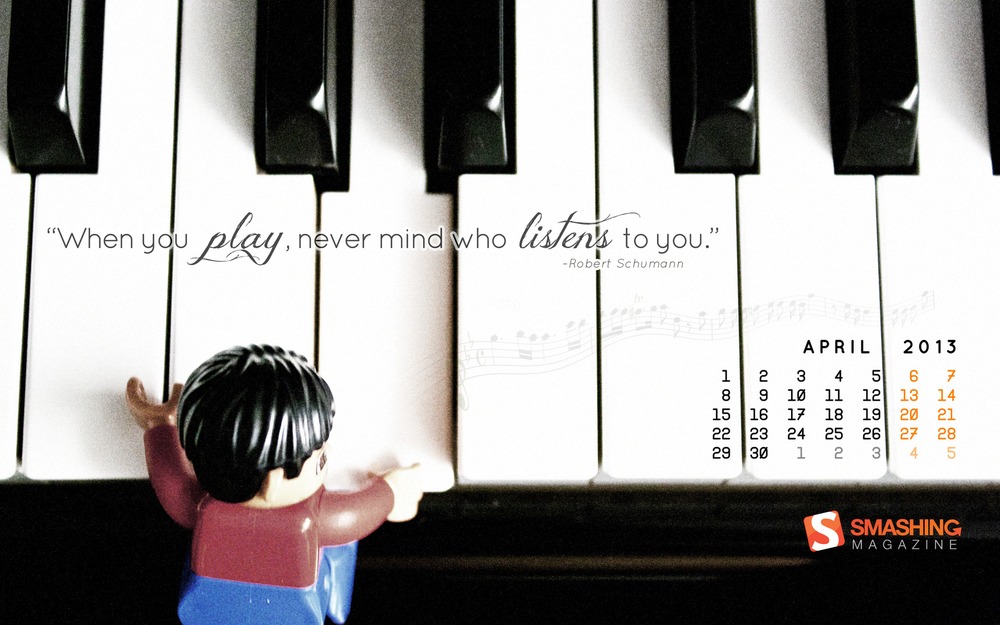 “When you play, never mind who listens to you.”
-Robert Schumann
APRIL 2013
1 2 3 4 5 6 7
8 9 10 11 12 13 14
15 16 17 18 19 20 21
22 23 24 25 26 27 28
29 30 1 2 3 4 5
SMASHING
MAGAZINE